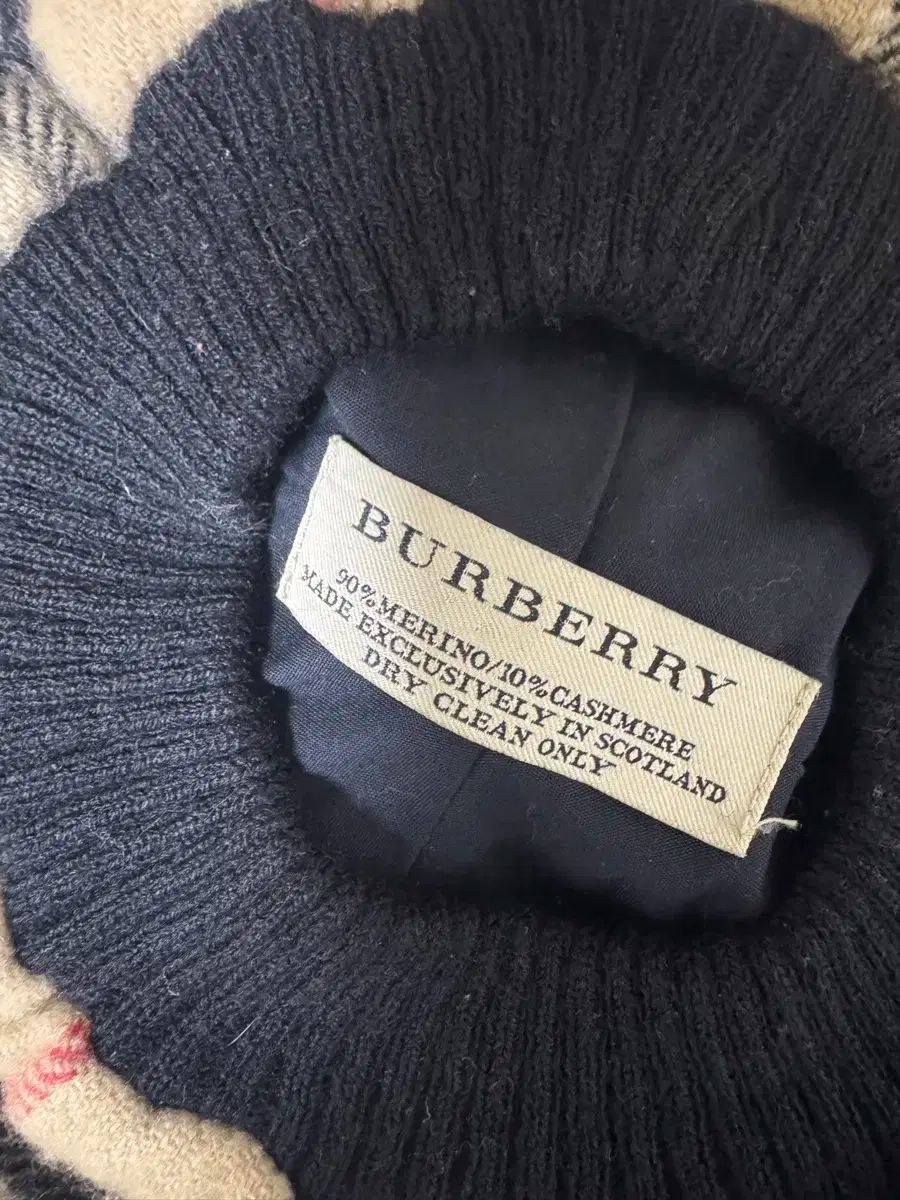 BURBERRY
90%MERINO/10%CASHMERE
MADE EXCLUSIVELY IN SCOTLAND
DRY CLEAN ONLY